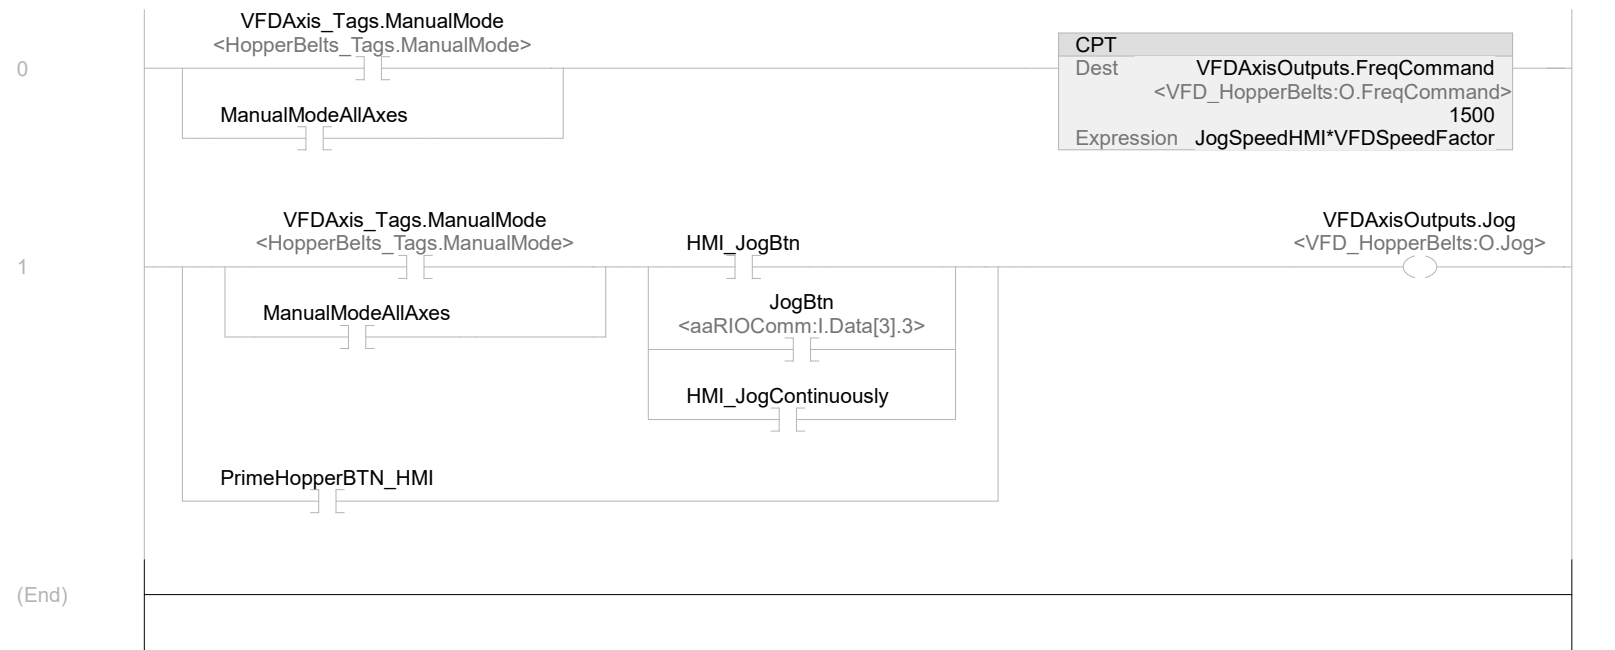 VFDAxis_Tags.ManualMode
<HopperBelts_Tags.ManualMode>
0
ManualModeAllAxes
CPT
Dest VFDAxisOutputs.FreqCommand
<VFD_HopperBelts:O.FreqCommand>
1500
Expression JogSpeedHMI*VFDSpeedFactor
VFDAxis_Tags.ManualMode
<HopperBelts_Tags.ManualMode>
HMI_JogBtn
VFDAxisOutputs.Jog
<VFD_HopperBelts:O.Jog>
1
ManualModeAllAxes
JogBtn
<aaRIOComm:I.Data[3].3>
HMI_JogContinuously
PrimeHopperBTN_HMI
(End)